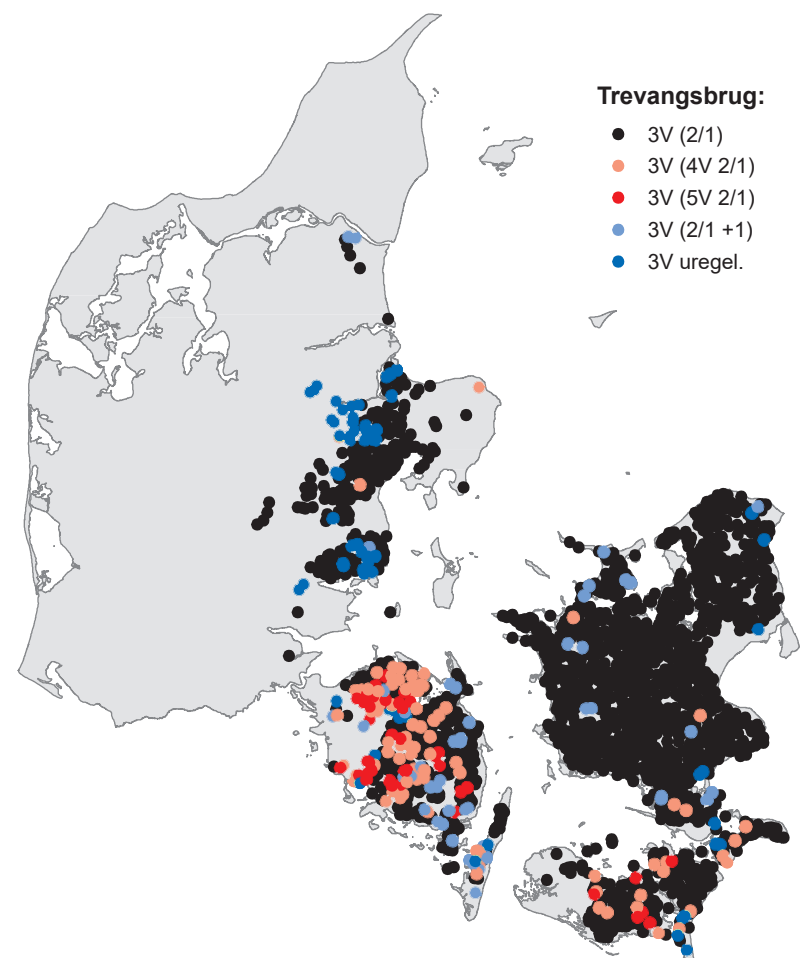 Trevangsbrug:
3V (2/1)
3V (4V 2/1)
3V (5V 2/1)
3V (2/1 +1)
3V uregel.